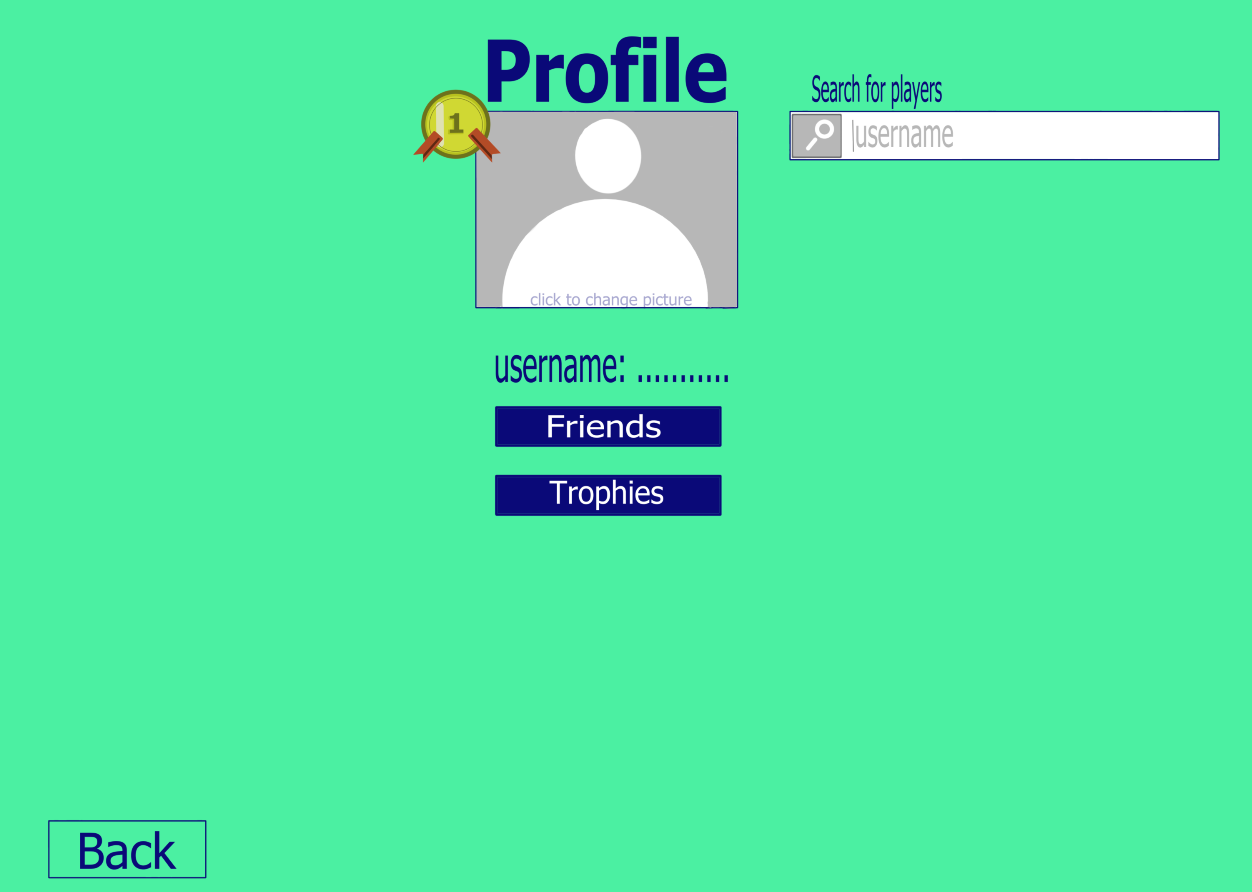 Profile
Search for players
1
username
click to change picture
username: ...........
Friends
Trophies
Back